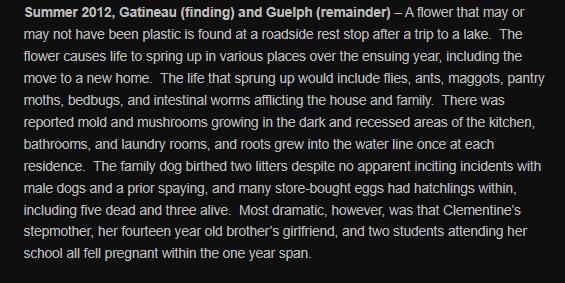 Summer 2012, Gatineau (finding) and Guelph (remainder) – A flower that may or
may not have been plastic is found at a roadside rest stop after a trip to a lake.  The
flower causes life to spring up in various places over the ensuing year, including the
move to a new home.  The life that sprung up would include flies, ants, maggots, pantry
moths, bedbugs, and intestinal worms afflicting the house and family.  There was
reported mold and mushrooms growing in the dark and recessed areas of the kitchen,
bathrooms, and laundry rooms, and roots grew into the water line once at each
residence.  The family dog birthed two litters despite no apparent inciting incidents with
male dogs and a prior spaying, and many store-bought eggs had hatchlings within,
including five dead and three alive.  Most dramatic, however, was that Clementine's
stepmother, her fourteen year old brother's girlfriend, and two students attending her
school all fell pregnant within the one year span.